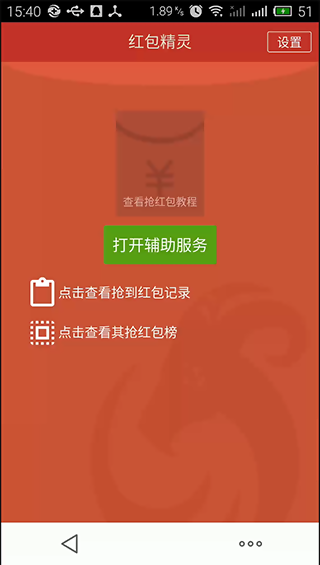 15:40 1.89 K/s 51
红包精灵 设置
¥
查看抢红包教程
打开辅助服务
点击查看抢到红包记录
点击查看其抢红包榜